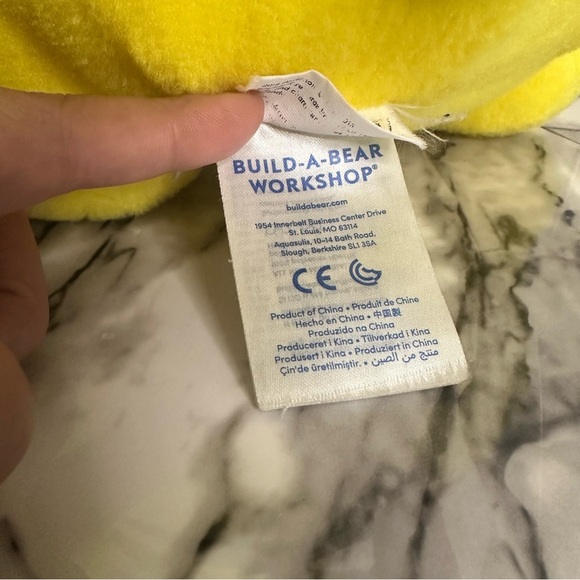 BUILD-A-BEAR
WORKSHOP®
buildabear.com
1954 Innerbelt Business Center Drive
St. Louis, MO 63114
Aquasulis, 10-14 Bath Road,
Slough, Berkshire SL1 3SA
CE
Product of China • Produit de Chine
Hecho en China • 中国製
Produzido na China
Produceret i Kina • Tillverkad i Kina
Produsert i Kina • Produziert in China
Çin'de üretilmiştir. • منتج من الصين